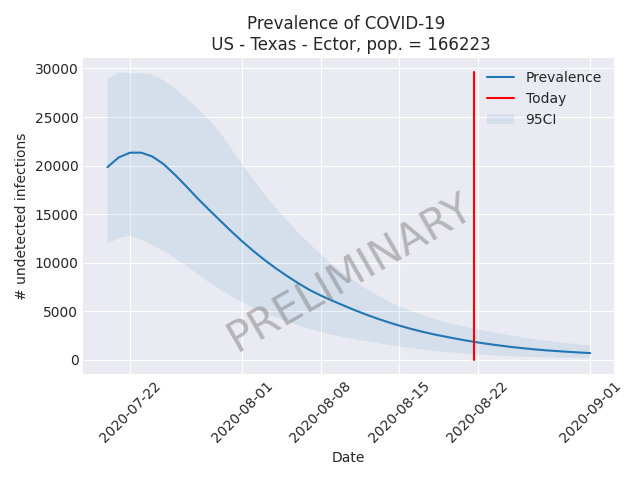 Prevalence of COVID-19
US - Texas - Ector, pop. = 166223
30000
25000
20000
15000
10000
5000
0
# undetected infections
Prevalence
Today
95CI
PRELIMINARY
2020-07-22
2020-08-01
2020-08-08
2020-08-15
2020-08-22
2020-09-01
Date